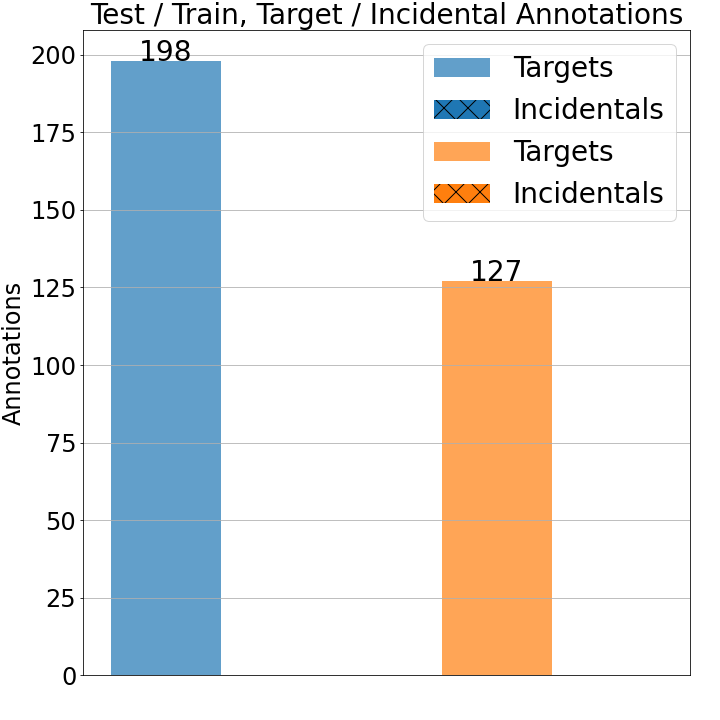 Test / Train, Target / Incidental Annotations
200
175
150
125
100
75
50
25
0
Annotations
198
127
Targets
Incidentals
Targets
Incidentals